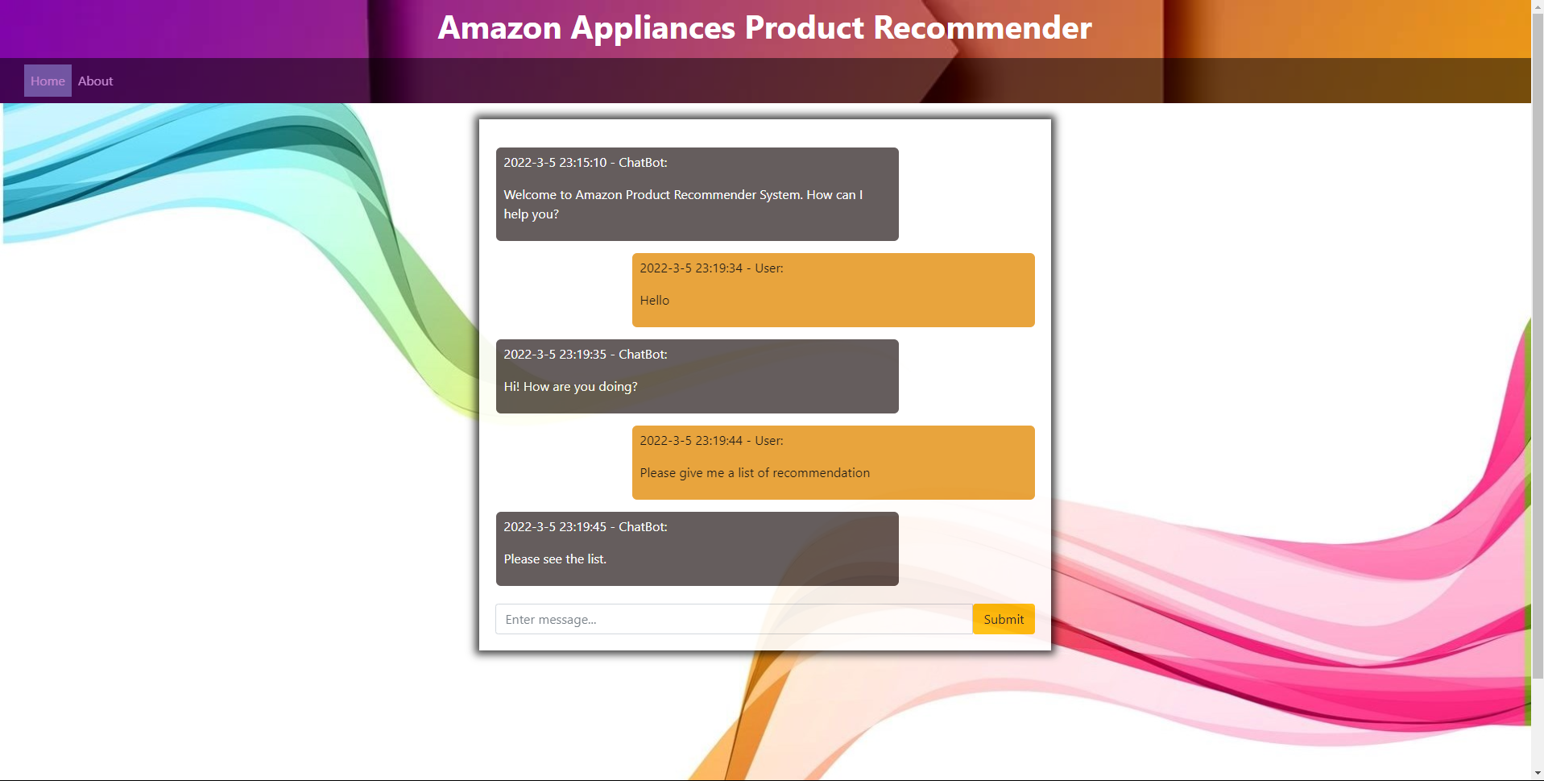 Amazon Appliances Product Recommender
Home About
2022-3-5 23:15:10 - ChatBot:
Welcome to Amazon Product Recommender System. How can I
help you?
2022-3-5 23:19:34 - User:
Hello
2022-3-5 23:19:35 - ChatBot:
Hi! How are you doing?
2022-3-5 23:19:44 - User:
Please give me a list of recommendation
2022-3-5 23:19:45 - ChatBot:
Please see the list.
Enter message... Submit